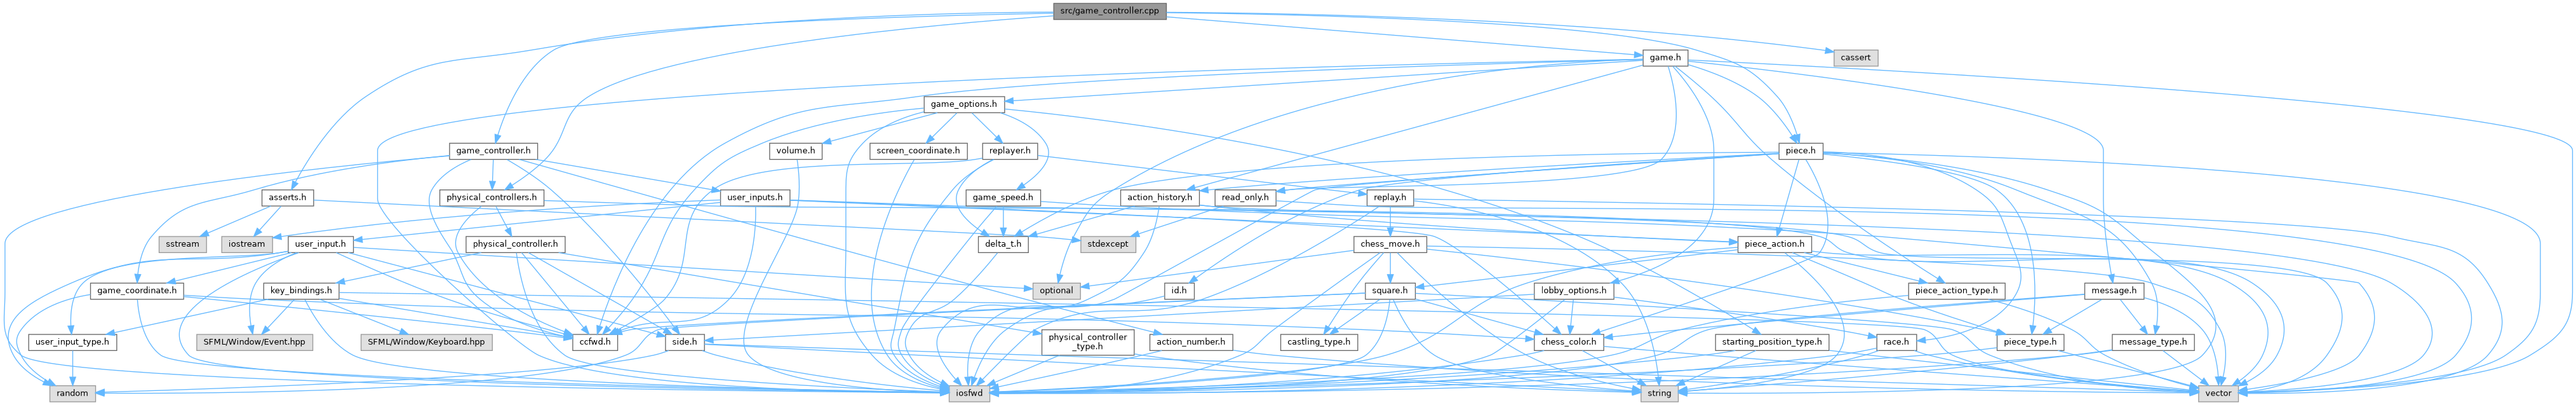 src/game_controller.cpp
game.h
cassert
game_options.h
game_controller.h
volume.h
screen_coordinate.h
replayer.h
piece.h
asserts.h
physical_controllers.h
user_inputs.h
game_speed.h
action_history.h
read_only.h
replay.h
sstream
iostream
user_input.h
physical_controller.h
delta_t.h
stdexcept
chess_move.h
piece_action.h
game_coordinate.h
key_bindings.h
optional
id.h
square.h
lobby_options.h
piece_action_type.h
message.h
user_input_type.h
SFML/Window/Event.hpp
SFML/Window/Keyboard.hpp
ccfwd.h
side.h
physical_controller
_type.h
action_number.h
castling_type.h
chess_color.h
starting_position_type.h
race.h
piece_type.h
message_type.h
random
iosfwd
string
vector